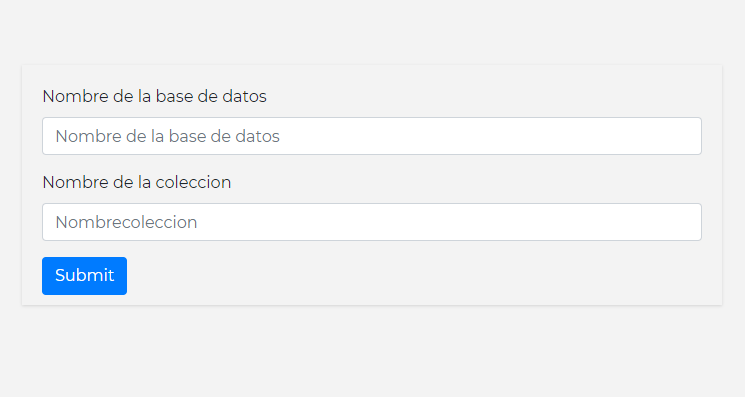 Nombre de la base de datos
Nombre de la base de datos
Nombre de la coleccion
Nombrecoleccion
Submit